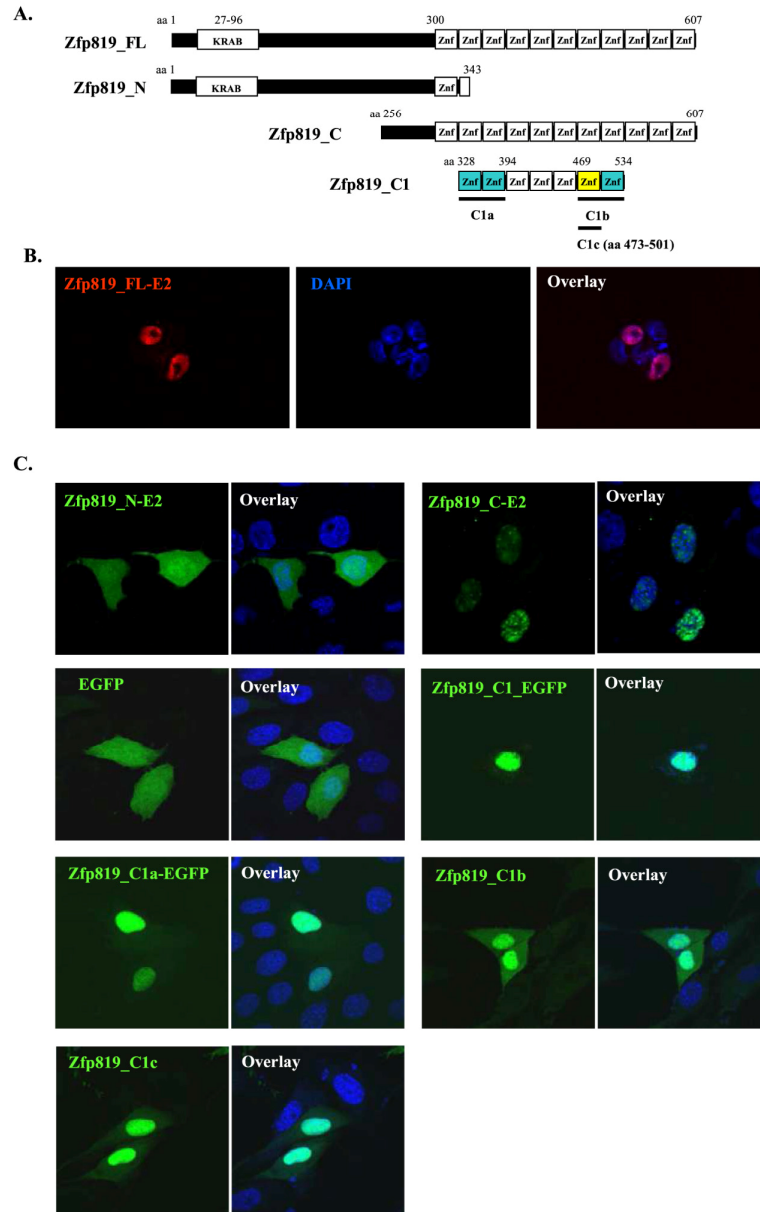 A.
aa 1 27-96 300 607
Zfp819_FL KRAB Znf Znf Znf Znf Znf Znf Znf Znf Znf Znf Znf
aa 1 343
Zfp819_N KRAB Znf
aa 256 607
Zfp819_C Znf Znf Znf Znf Znf Znf Znf Znf Znf Znf Znf
aa 328 394 469 534
Zfp819_C1 Znf Znf Znf Znf Znf Znf Znf
C1a C1b
C1c (aa 473-501)
B.
Zfp819_FL-E2 DAPI Overlay
C.
Zfp819_N-E2 Overlay Zfp819_C-E2 Overlay
EGFP Overlay Zfp819_C1_EGFP Overlay
Zfp819_C1a-EGFP Overlay Zfp819_C1b Overlay
Zfp819_C1c Overlay